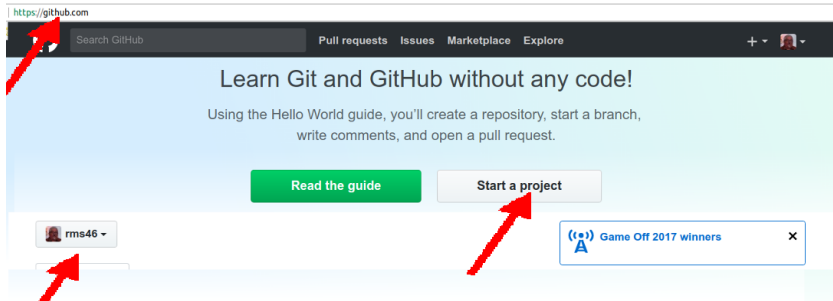 https://github.com
Search GitHub
Pull requests Issues Marketplace Explore
Learn Git and GitHub without any code!
Using the Hello World guide, you'll create a repository, start a branch,
write comments, and open a pull request.
Read the guide
Start a project
rms46
Game Off 2017 winners